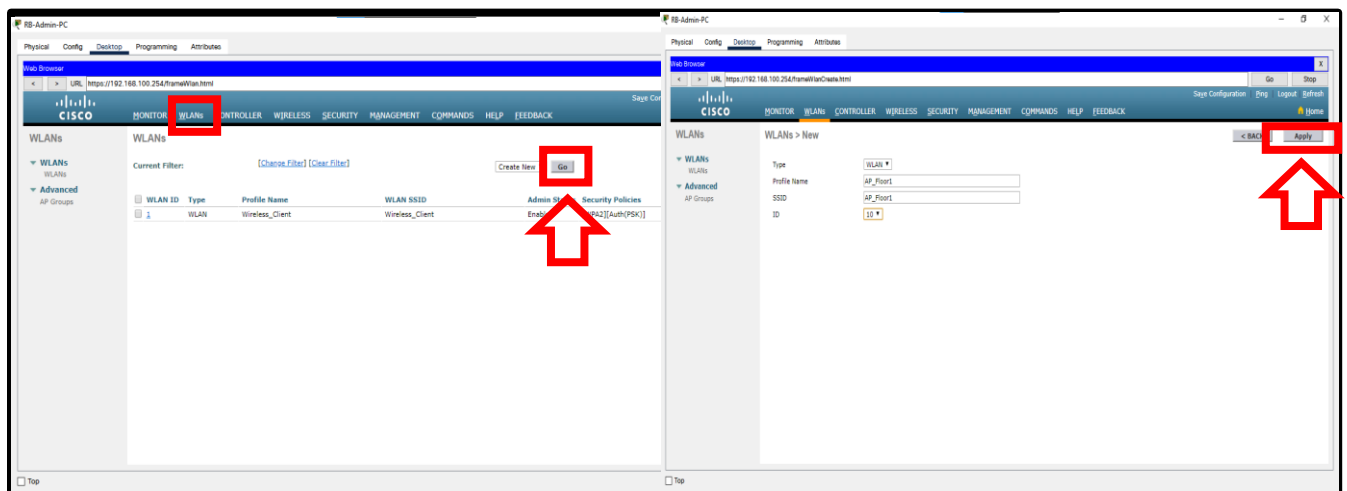 RB-Admin-PC
Physical Config Desktop Programming Attributes
Web Browser
< > URL https://192.168.100.254/frameWlan.html
Save Con
CISCO
MONITOR WLANs CONTROLLER WIRELESS SECURITY MANAGEMENT COMMANDS HELP FEEDBACK
WLANs WLANs
WLANs
WLANs
Advanced
AP Groups
Current Filter: [Change Filter] [Clear Filter] Create New Go
WLAN ID Type Profile Name WLAN SSID Admin Security Policies
1 WLAN Wireless_Client Wireless_Client [Auth(PSK)]
Top
RB-Admin-PC
Physical Config Desktop Programming Attributes
Web Browser X
< > URL https://192.168.100.254/frameWlanCreate.html Go Stop
Save Configuration Ping Logout Refresh
CISCO
MONITOR WLANs CONTROLLER WIRELESS SECURITY MANAGEMENT COMMANDS HELP FEEDBACK Home
WLANs WLANs > New < BACK Apply
WLANs
WLANs
Advanced
AP Groups
Type WLAN
Profile Name AP_Floor1
SSID AP_Floor1
ID 10
Top